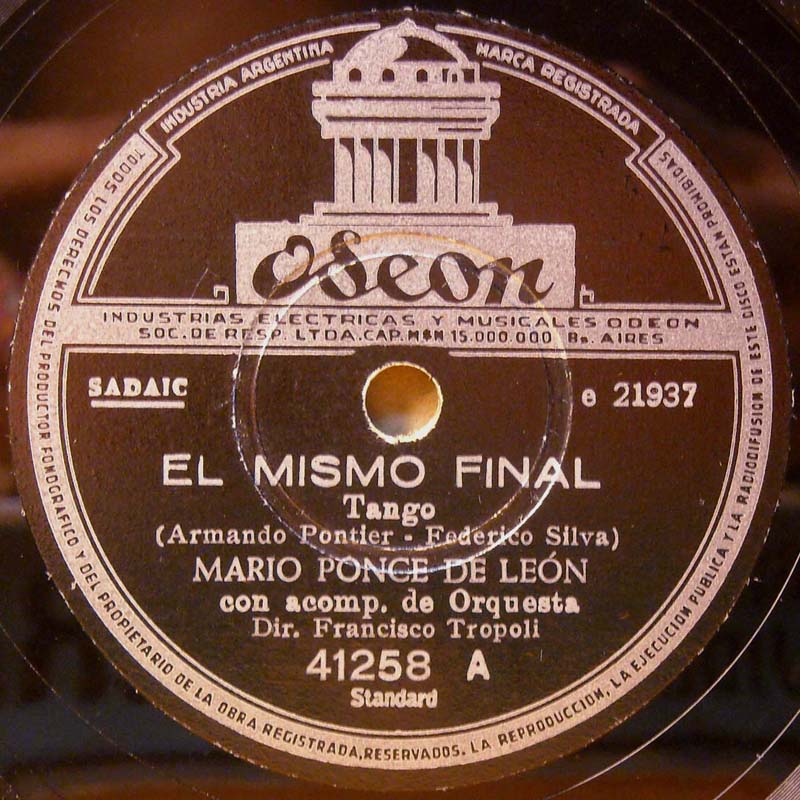 INDUSTRIA ARGENTINA
MARCA REGISTRADA
Odeon
INDUSTRIAS ELECTRICAS Y MUSICALES ODEON
SOC. DE RESP. LTDA. CAP. M$N 15.000.000 Bs. AIRES
SADAIC
e 21937
EL MISMO FINAL
Tango
(Armando Pontier - Federico Silva)
MARIO PONCE DE LEÓN
con acomp. de Orquesta
Dir. Francisco Tropoli
41258 A
Standard
TODOS LOS DERECHOS DEL PRODUCTOR FONOGRAFICO Y DEL PROPIETARIO DE LA OBRA REGISTRADA, RESERVADOS. LA REPRODUCCION, LA EJECUCION PUBLICA Y LA RADIODIFUSION D ESTE DISCO ESTAN PROHIBIDAS